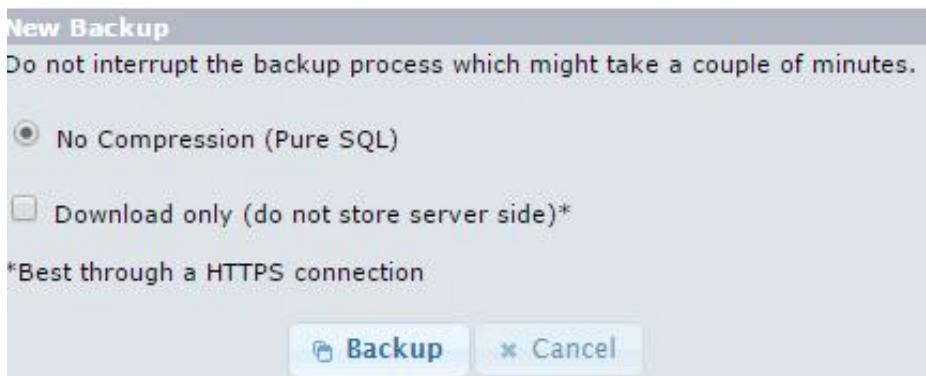 New Backup
Do not interrupt the backup process which might take a couple of minutes.
No Compression (Pure SQL)
Download only (do not store server side)*
*Best through a HTTPS connection
Backup Cancel